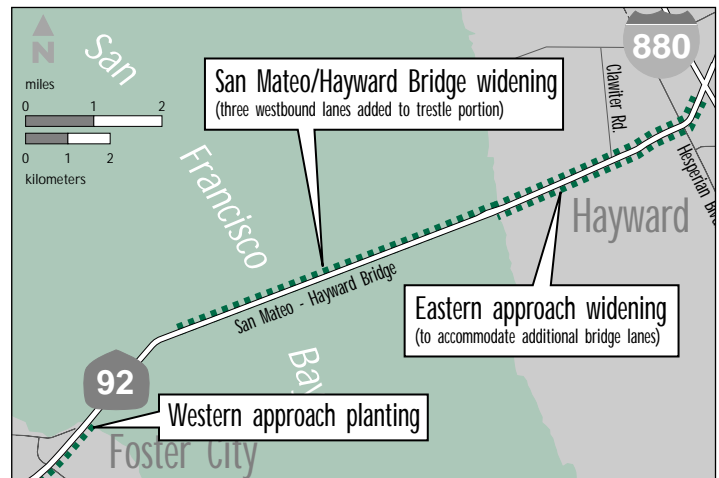 N
miles
0 1 2
0 1 2
kilometers
San
Francisco
Bay
San Mateo/Hayward Bridge widening
(three westbound lanes added to trestle portion)
880
Clawiter Rd.
Hesperian Blvd
Hayward
San Mateo - Hayward Bridge
Eastern approach widening
(to accommodate additional bridge lanes)
92
Western approach planting
Foster City